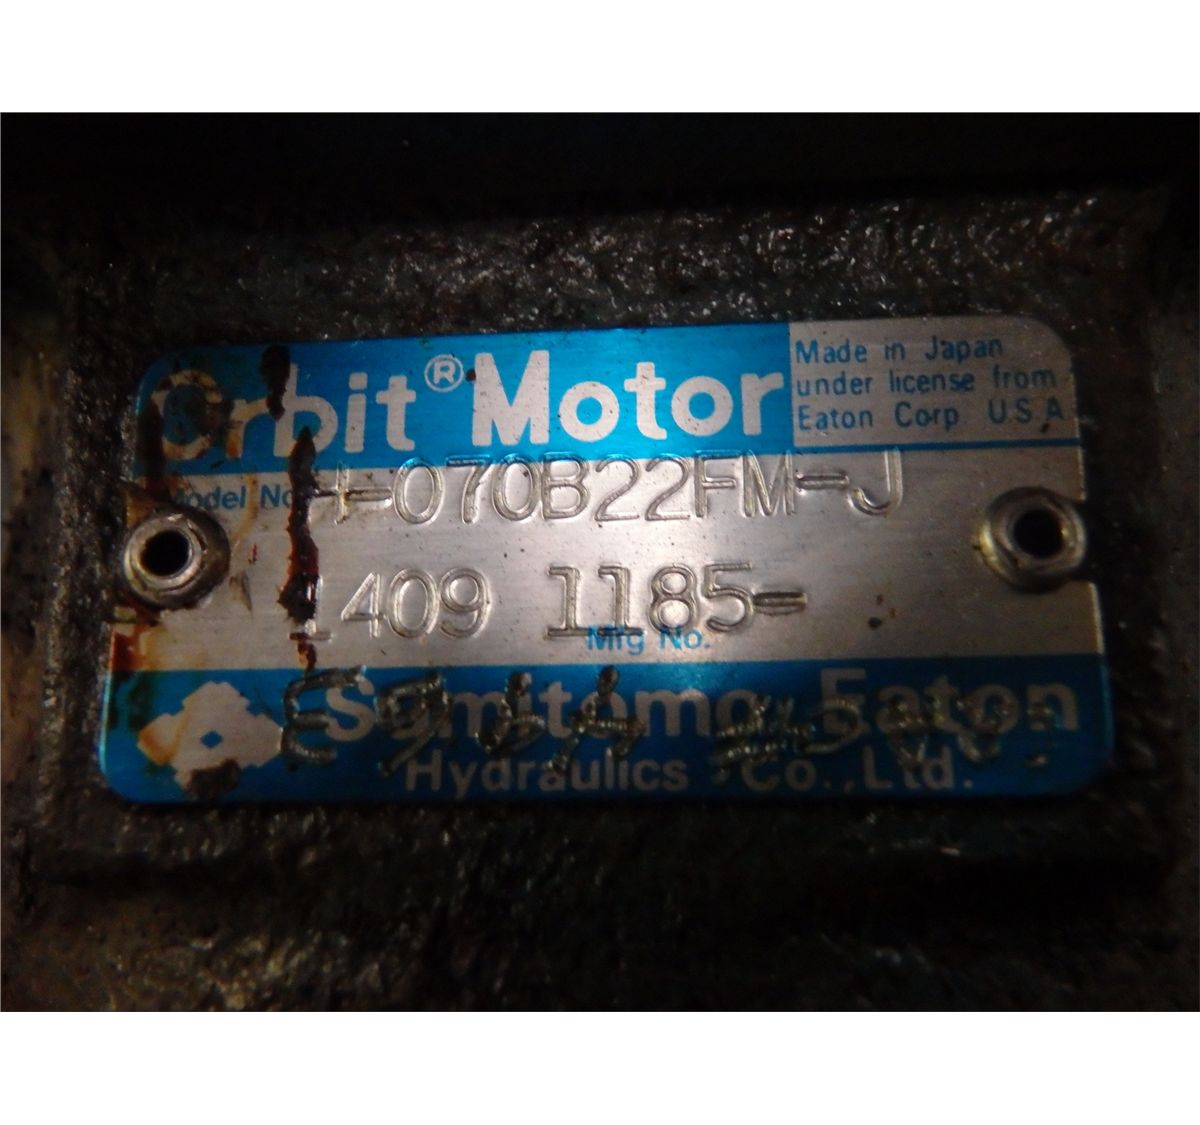 Orbit® Motor
Made in Japan
under license from
Eaton Corp U.S.A
Model No. H-070B22FM-J
1409 1185-
Mfg No.
Sumitomo Eaton
Hydraulics Co., Ltd.